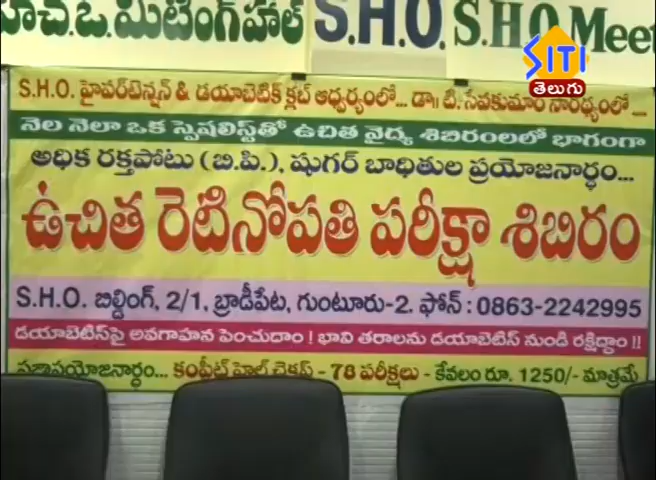 హెచ్.ఒ.మీటింగ్‌హాల్ S.H.O. S.H.O Meet
SITI
తెలుగు
S.H.O. హైపర్‌టెన్షన్ & డయాబెటిక్ క్లబ్ ఆధ్వర్యంలో... డా॥ టి. సేవకుమార్ సారథ్యంలో ...
నెల నెలా ఒక స్పెషలిస్ట్‌తో ఉచిత వైద్య శిబిరంలలో భాగంగా
అధిక రక్తపోటు (బి.పి.), షుగర్ బాధితుల ప్రయోజనార్థం...
ఉచిత రెటినోపతి పరీక్షా శిబిరం
S.H.O. బిల్డింగ్, 2/1, బ్రాడీపేట, గుంటూరు-2. ఫోన్ : 0863-2242995
డయాబెటిస్‌పై అవగాహన పెంచుదాం ! భావి తరాలను డయాబెటిస్ నుండి రక్షిద్దాం !!
ప్రజాప్రయోజనార్థం... కంప్లీట్ హెల్త్ చెకప్ - 78 పరీక్షలు - కేవలం రూ. 1250/- మాత్రమే